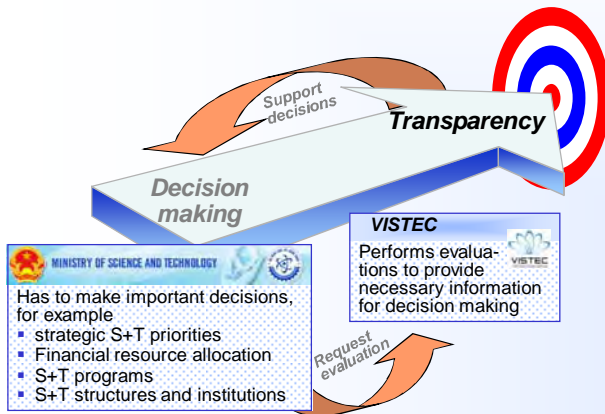 Support
decisions
Transparency
Decision
making
VISTEC
VISTEC
Performs evalua-
tions to provide
necessary information
for decision making
MINISTRY OF SCIENCE AND TECHNOLOGY
Has to make important decisions,
for example
▪ strategic S+T priorities
▪ Financial resource allocation
▪ S+T programs
▪ S+T structures and institutions
Request
evaluation